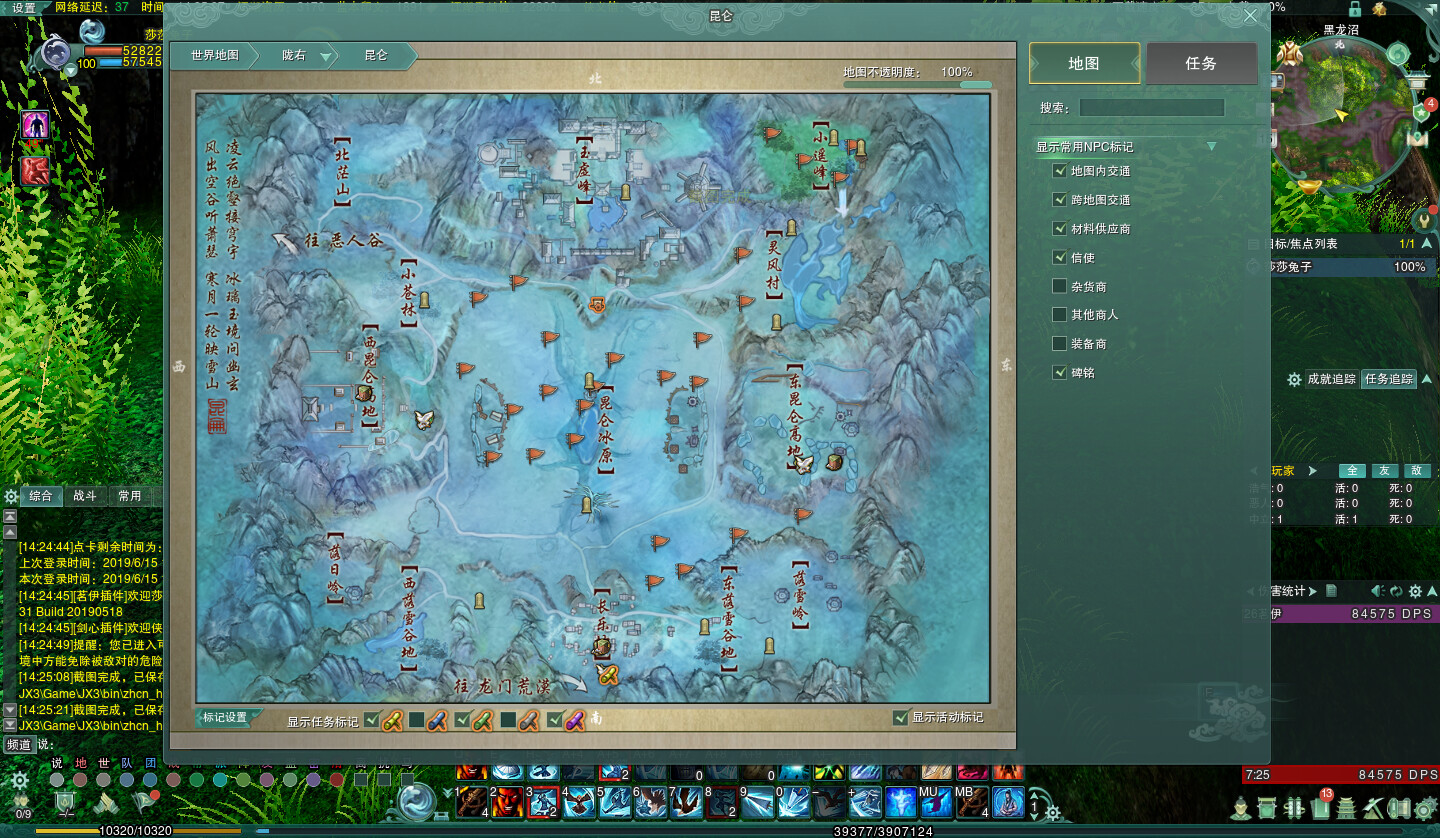 设置
网络延迟：37
时间
52822
57545
100
昆仑
世界地图
陇右
昆仑
地图不透明度：
100%
北
西
东
南
凌云绝壑接穹宇 冰璃玉境问幽玄
风出空谷听萧瑟 寒月一轮映雪山
【北芒山】
【玉虚峰】
【小遥峰】
往 恶人谷
【小苍林】
【灵风村】
【西昆仑高地】
【昆仑冰原】
【东昆仑高地】
【落日岭】
【西落雪谷地】
【长乐坊】
【东落雪谷地】
【落雪岭】
往 龙门荒漠
标记设置
显示任务标记
显示活动标记
地图
任务
搜索：
显示常用NPC标记
地图内交通
跨地图交通
材料供应商
信使
杂货商
其他商人
装备商
碑铭
黑龙沼
北
4
目标/焦点列表
1/1
莎莎兔子
100%
成就追踪
任务追踪
玩家
全
友
敌
: 0
活: 0
死: 0
: 0
活: 0
死: 0
: 1
活: 1
死: 0
害统计
84575 DPS
7:25
84575 DPS
13
综合
战斗
常用
[14:24:44]点卡剩余时间为：
上次登录时间：2019/6/15
本次登录时间：2019/6/15
[14:24:45][茗伊插件]欢迎莎
31 Build 20190518
[14:24:45][剑心插件]欢迎侠
[14:24:49]提醒：您已进入可
境中方能免除被敌对的危险
[14:25:08]截图完成，已保存
JX3\Game\JX3\bin\zhcn_h
[14:25:21]截图完成，已保存
JX3\Game\JX3\bin\zhcn_h
频道
说：
说 地 世 队 团
0/9
-/-
10320/10320
39377/3907124